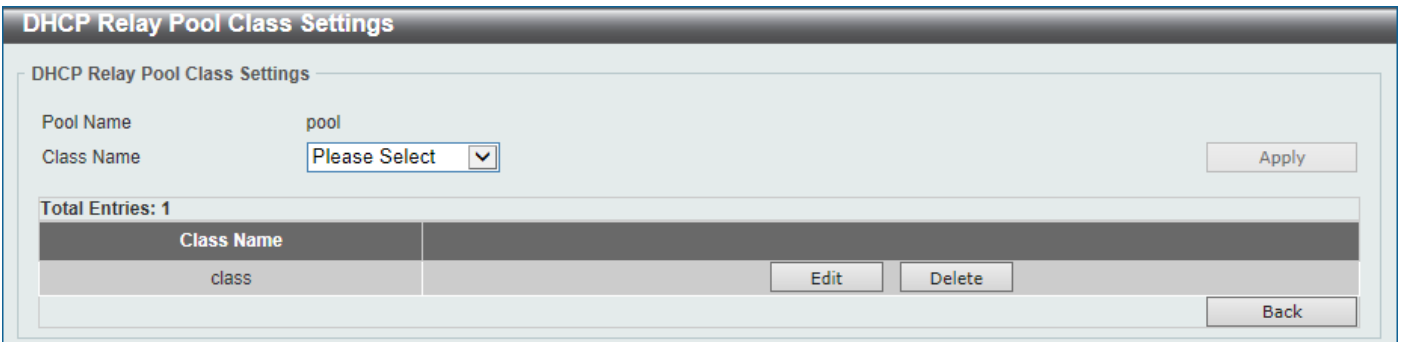 DHCP Relay Pool Class Settings
DHCP Relay Pool Class Settings
Pool Name pool
Class Name Please Select Apply
Total Entries: 1
Class Name
class Edit Delete
Back